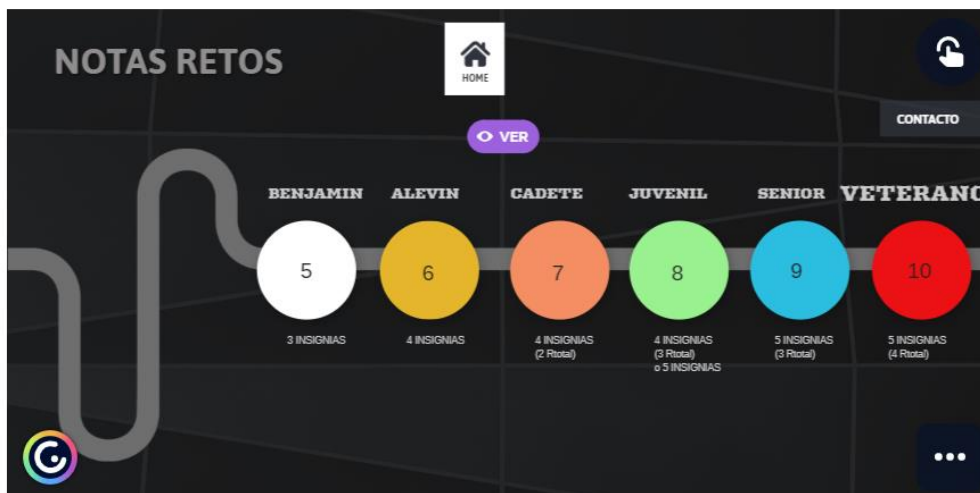 NOTAS RETOS
HOME
CONTACTO
VER
BENJAMIN
ALEVIN
CADETE
JUVENIL
SENIOR
VETERANO
5
6
7
8
9
10
3 INSIGNIAS
4 INSIGNIAS
4 INSIGNIAS
(2 Rtotal)
4 INSIGNIAS
(3 Rtotal)
o 5 INSIGNIAS
5 INSIGNIAS
(3 Rtotal)
5 INSIGNIAS
(4 Rtotal)